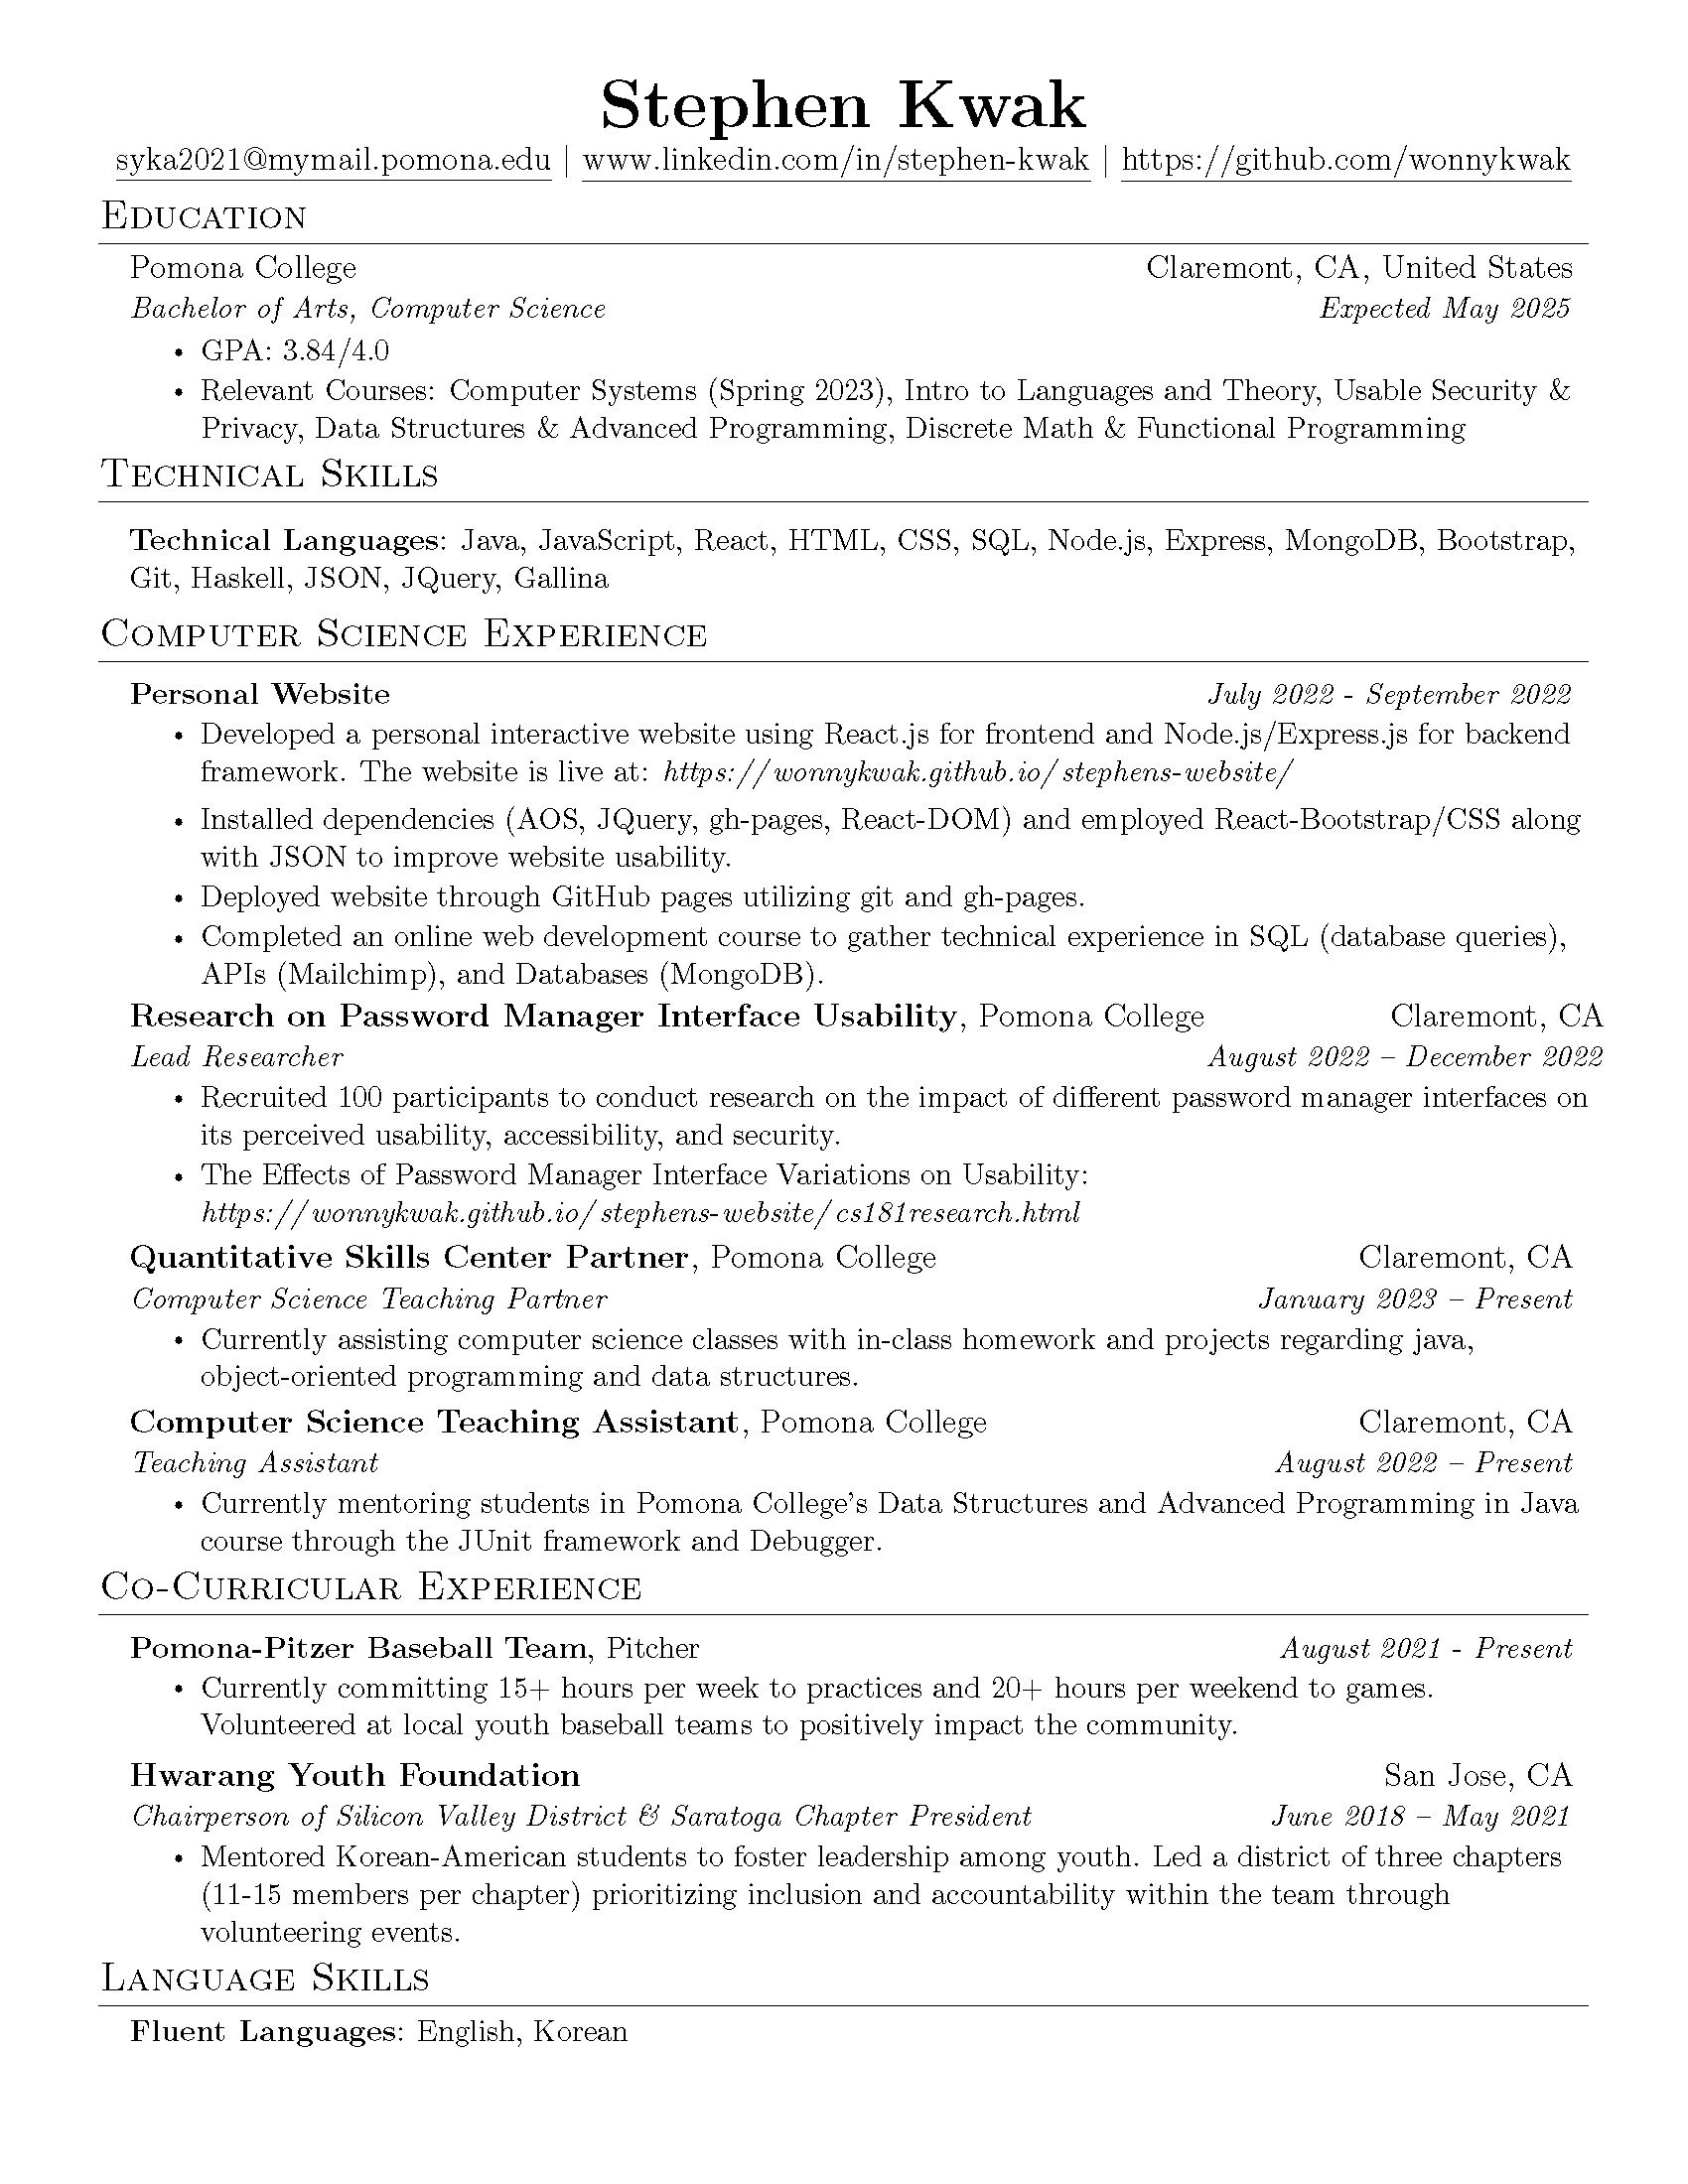 Stephen Kwak
syka2021@mymail.pomona.edu | www.linkedin.com/in/stephen-kwak | https://github.com/wonnykwak
Education
Pomona College Claremont, CA, United States
Bachelor of Arts, Computer Science Expected May 2025
• GPA: 3.84/4.0
• Relevant Courses: Computer Systems (Spring 2023), Intro to Languages and Theory, Usable Security &
Privacy, Data Structures & Advanced Programming, Discrete Math & Functional Programming
Technical Skills
Technical Languages: Java, JavaScript, React, HTML, CSS, SQL, Node.js, Express, MongoDB, Bootstrap,
Git, Haskell, JSON, JQuery, Gallina
Computer Science Experience
Personal Website July 2022 - September 2022
• Developed a personal interactive website using React.js for frontend and Node.js/Express.js for backend
framework. The website is live at: https://wonnykwak.github.io/stephens-website/
• Installed dependencies (AOS, JQuery, gh-pages, React-DOM) and employed React-Bootstrap/CSS along
with JSON to improve website usability.
• Deployed website through GitHub pages utilizing git and gh-pages.
• Completed an online web development course to gather technical experience in SQL (database queries),
APIs (Mailchimp), and Databases (MongoDB).
Research on Password Manager Interface Usability, Pomona College Claremont, CA
Lead Researcher August 2022 – December 2022
• Recruited 100 participants to conduct research on the impact of different password manager interfaces on
its perceived usability, accessibility, and security.
• The Effects of Password Manager Interface Variations on Usability:
https://wonnykwak.github.io/stephens-website/cs181research.html
Quantitative Skills Center Partner, Pomona College Claremont, CA
Computer Science Teaching Partner January 2023 – Present
• Currently assisting computer science classes with in-class homework and projects regarding java,
object-oriented programming and data structures.
Computer Science Teaching Assistant, Pomona College Claremont, CA
Teaching Assistant August 2022 – Present
• Currently mentoring students in Pomona College's Data Structures and Advanced Programming in Java
course through the JUnit framework and Debugger.
Co-Curricular Experience
Pomona-Pitzer Baseball Team, Pitcher August 2021 - Present
• Currently committing 15+ hours per week to practices and 20+ hours per weekend to games.
Volunteered at local youth baseball teams to positively impact the community.
Hwarang Youth Foundation San Jose, CA
Chairperson of Silicon Valley District & Saratoga Chapter President June 2018 – May 2021
• Mentored Korean-American students to foster leadership among youth. Led a district of three chapters
(11-15 members per chapter) prioritizing inclusion and accountability within the team through
volunteering events.
Language Skills
Fluent Languages: English, Korean